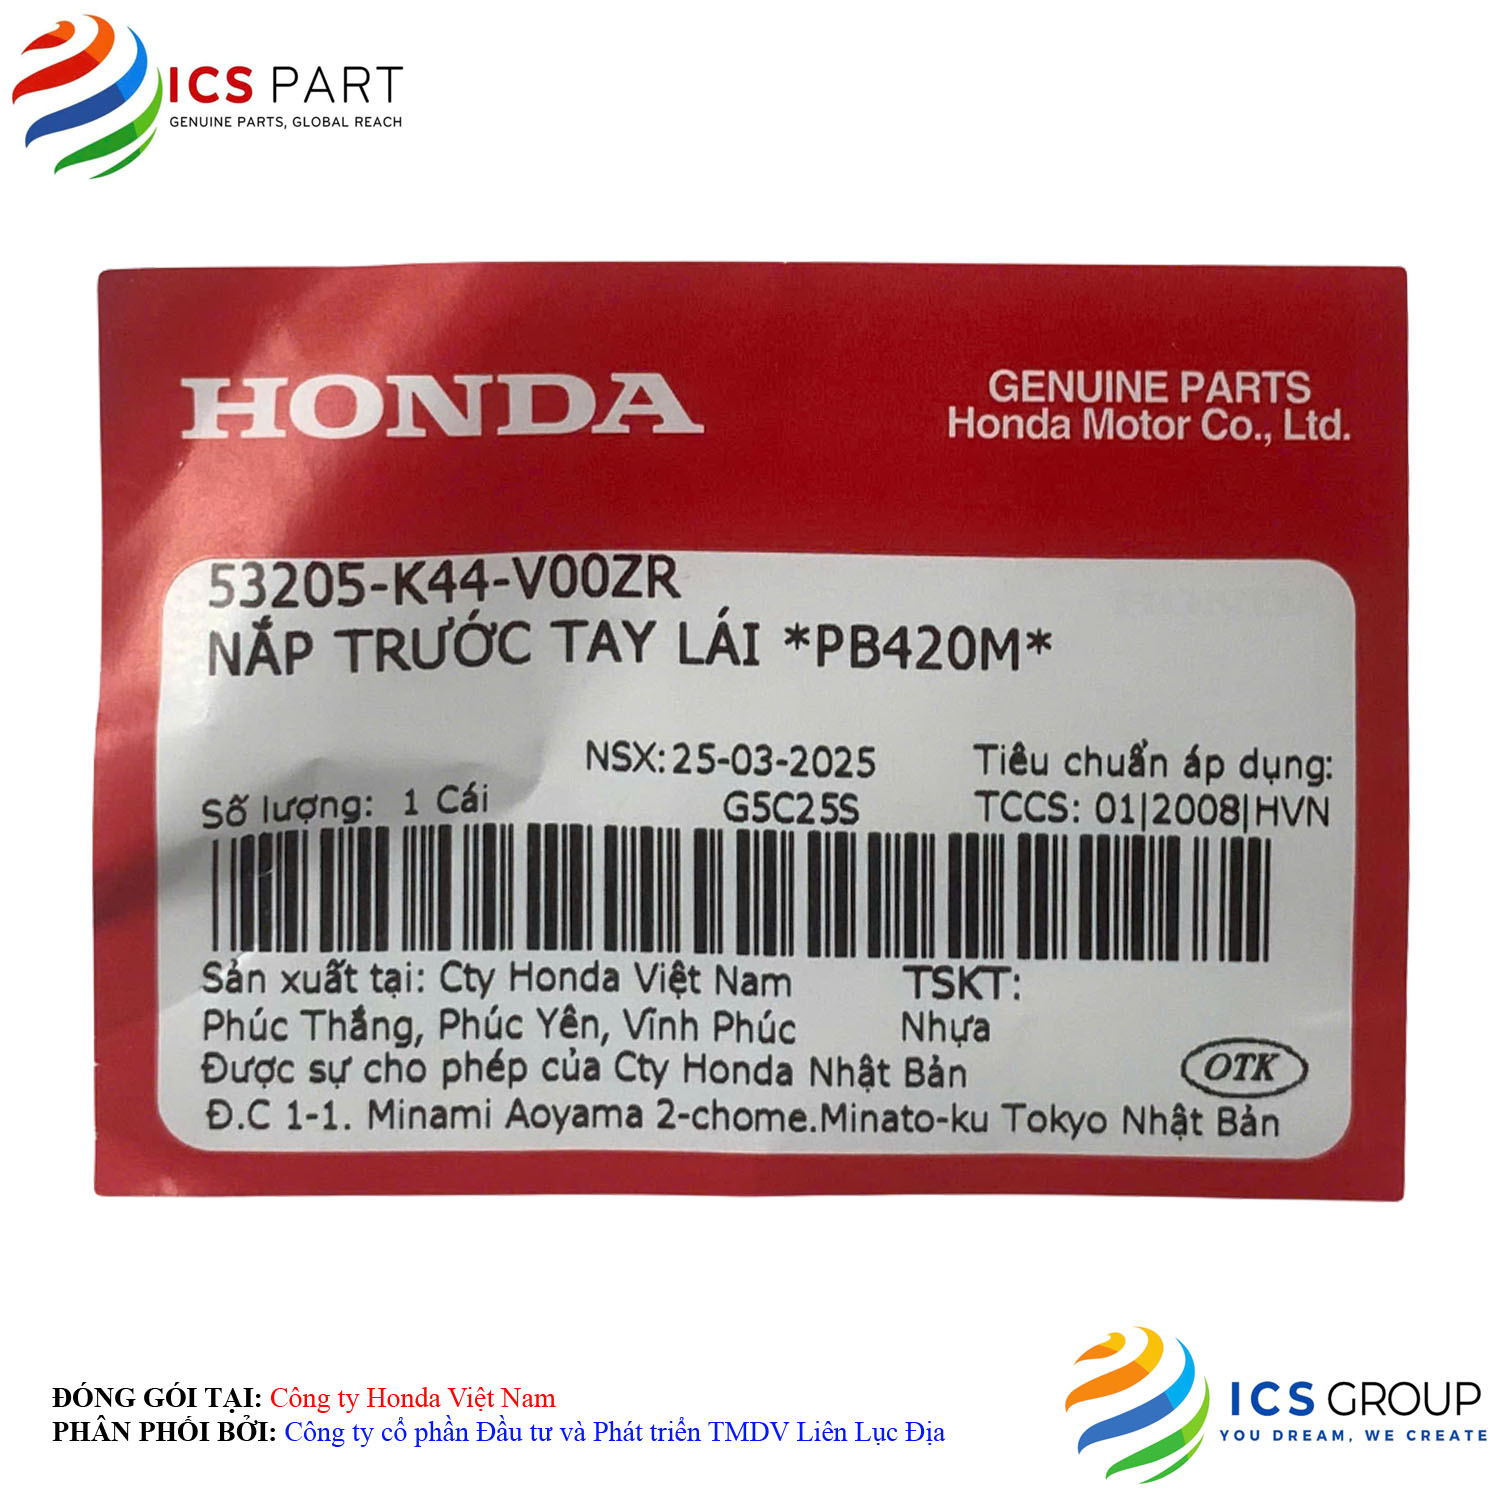 ICS PART
GENUINE PARTS, GLOBAL REACH
HONDA
GENUINE PARTS
Honda Motor Co., Ltd.
53205-K44-V00ZR
NẮP TRƯỚC TAY LÁI *PB420M*
NSX: 25-03-2025
Tiêu chuẩn áp dụng:
Số lượng: 1 Cái
G5C25S
TCCS: 01|2008|HVN
Sản xuất tại: Cty Honda Việt Nam
TSKT:
Phúc Thắng, Phúc Yên, Vĩnh Phúc
Nhựa
Được sự cho phép của Cty Honda Nhật Bản
OTK
Đ.C 1-1. Minami Aoyama 2-chome.Minato-ku Tokyo Nhật Bản
ĐÓNG GÓI TẠI: Công ty Honda Việt Nam
PHÂN PHỐI BỞI: Công ty cổ phần Đầu tư và Phát triển TMDV Liên Lục Địa
ICS GROUP
YOU DREAM, WE CREATE